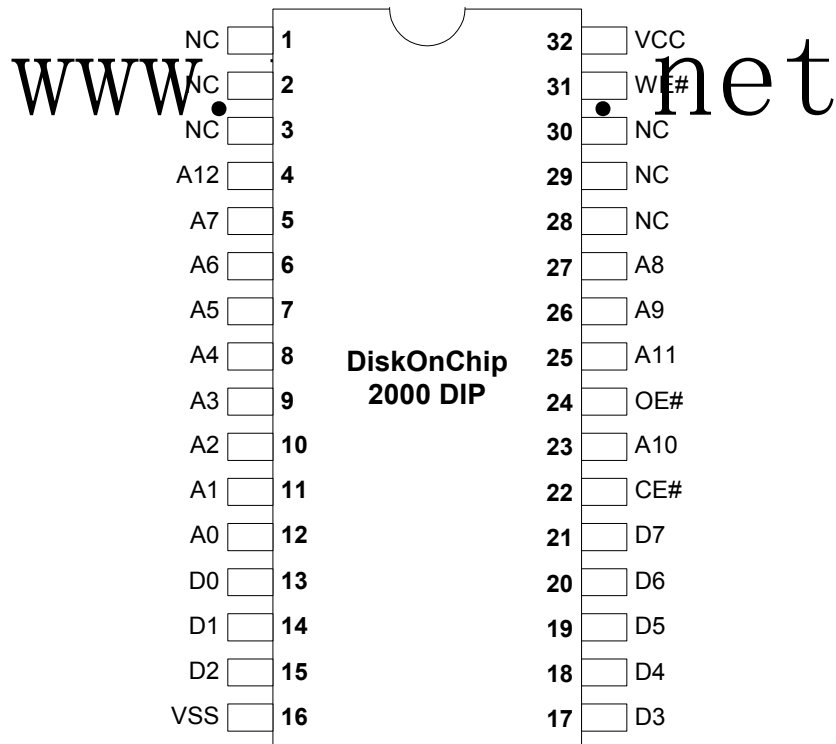 NC 1 32 VCC
www. . net
NC 2 31 WE#
NC 3 30 NC
A12 4 29 NC
A7 5 28 NC
A6 6 27 A8
A5 7 26 A9
A4 8 25 A11
DiskOnChip
2000 DIP
A3 9 24 OE#
A2 10 23 A10
A1 11 22 CE#
A0 12 21 D7
D0 13 20 D6
D1 14 19 D5
D2 15 18 D4
VSS 16 17 D3